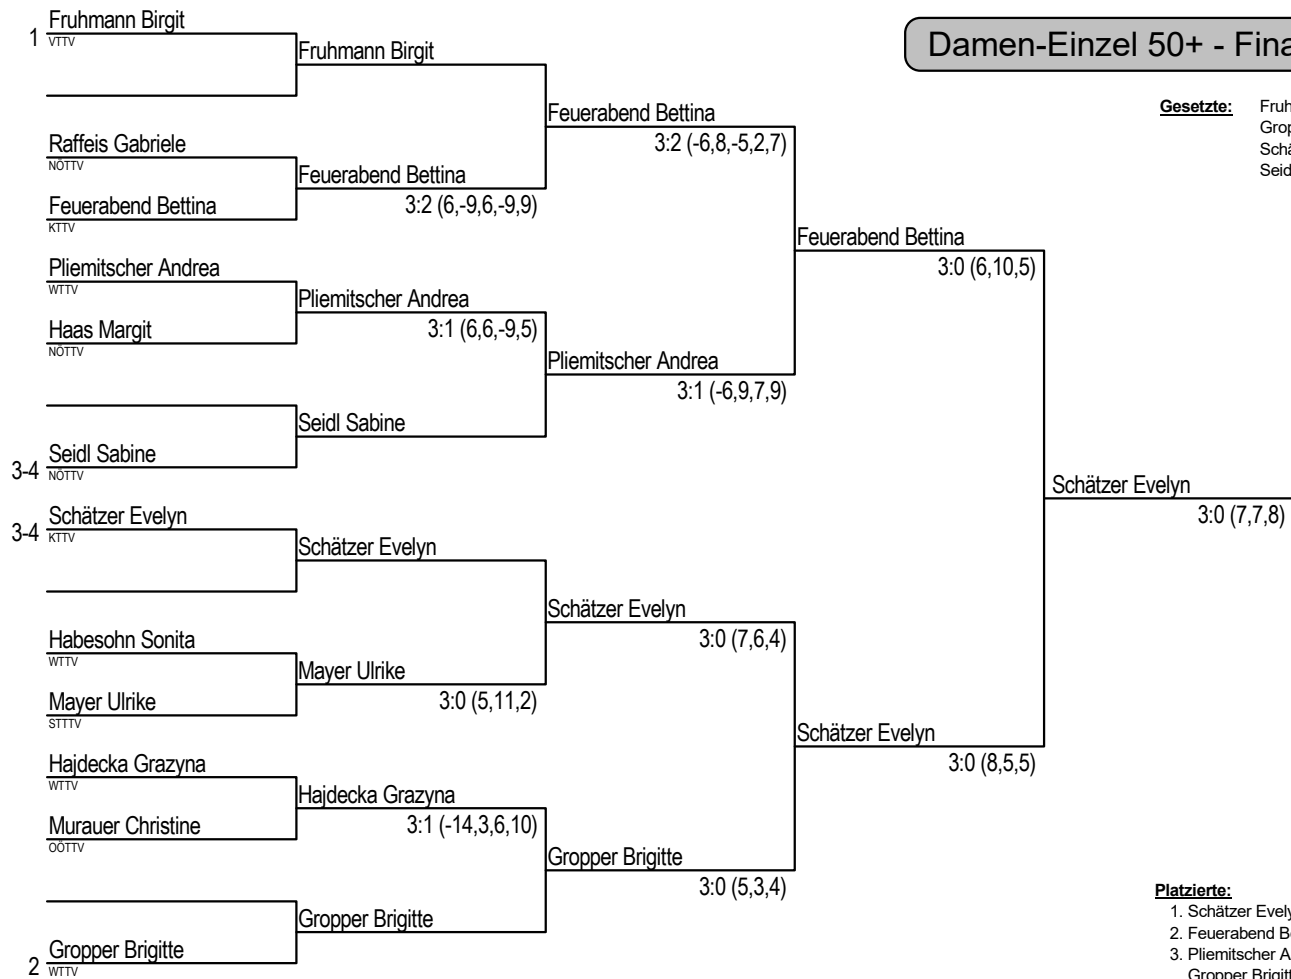 Damen-Einzel 50+ - Fina
Gesetzte: Fruh
Grop
Schä
Seid
1 Fruhmann Birgit
VTTV
Raffeis Gabriele
NÖTTV
Feuerabend Bettina
KTTV
Pliemitscher Andrea
WTTV
Haas Margit
NÖTTV
3-4 Seidl Sabine
NÖTTV
3-4 Schätzer Evelyn
KTTV
Habesohn Sonita
WTTV
Mayer Ulrike
STTTV
Hajdecka Grazyna
WTTV
Murauer Christine
OÖTTV
2 Gropper Brigitte
WTTV
Fruhmann Birgit
Feuerabend Bettina
3:2 (6,-9,6,-9,9)
Pliemitscher Andrea
3:1 (6,6,-9,5)
Seidl Sabine
Schätzer Evelyn
Mayer Ulrike
3:0 (5,11,2)
Hajdecka Grazyna
3:1 (-14,3,6,10)
Gropper Brigitte
Feuerabend Bettina
3:2 (-6,8,-5,2,7)
Pliemitscher Andrea
3:1 (-6,9,7,9)
Schätzer Evelyn
3:0 (7,6,4)
Gropper Brigitte
3:0 (5,3,4)
Feuerabend Bettina
3:0 (6,10,5)
Schätzer Evelyn
3:0 (8,5,5)
Schätzer Evelyn
3:0 (7,7,8)
Platzierte:
1. Schätzer Evely
2. Feuerabend Be
3. Pliemitscher A
Gropper Brigitt